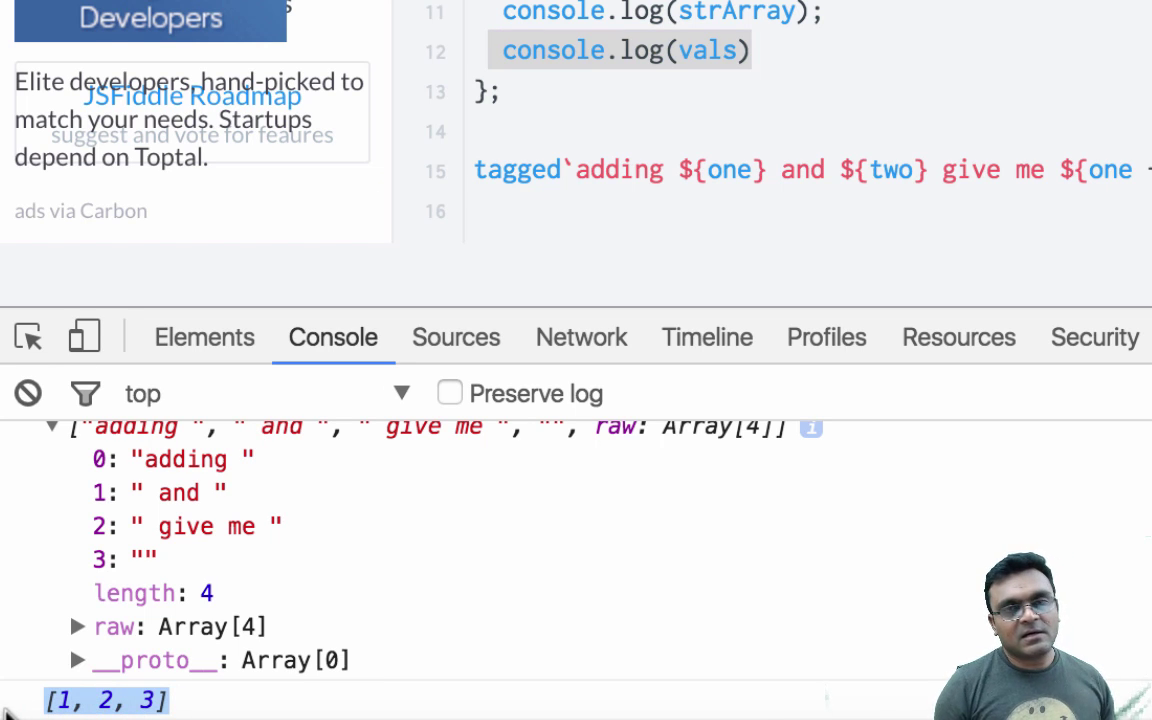 Developers
Elite developers, hand-picked to
match your needs. Startups
depend on Toptal.
JSFiddle Roadmap
suggest and vote for feaures
ads via Carbon
11 console.log(strArray);
12 console.log(vals)
13 };
14
15 tagged`adding ${one} and ${two} give me ${one
16
Elements Console Sources Network Timeline Profiles Resources Security
top Preserve log
["adding ", " and ", " give me ", "", raw: Array[4]] i
0: "adding "
1: " and "
2: " give me "
3: ""
length: 4
raw: Array[4]
__proto__: Array[0]
[1, 2, 3]